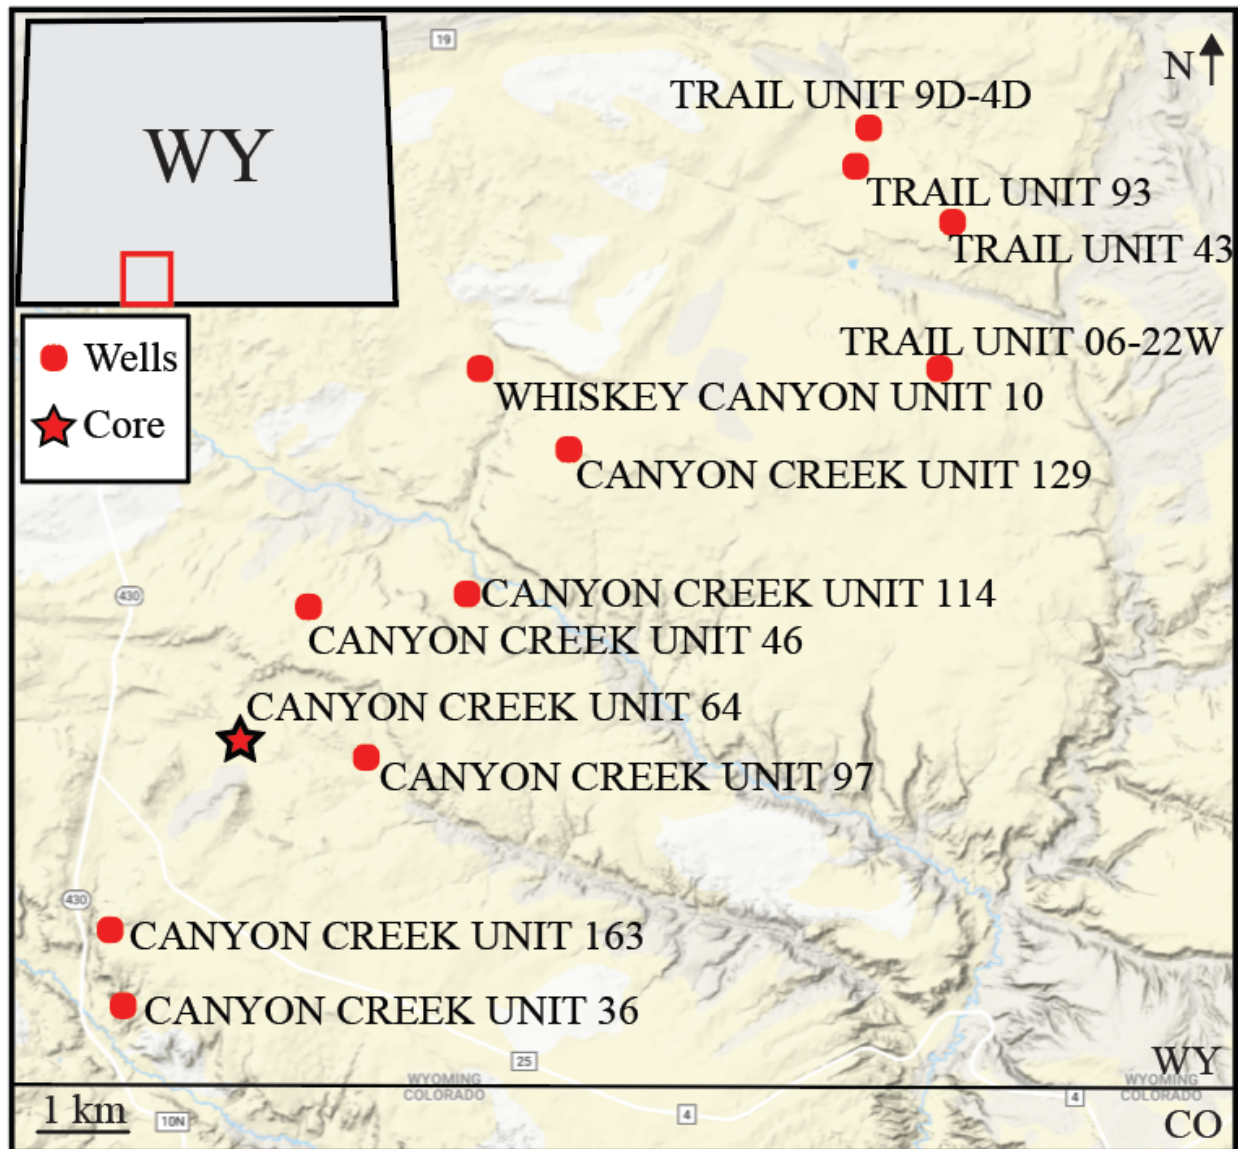 19
N
TRAIL UNIT 9D-4D
WY
TRAIL UNIT 93
TRAIL UNIT 43
Wells
TRAIL UNIT 06-22W
WHISKEY CANYON UNIT 10
Core
CANYON CREEK UNIT 129
430
CANYON CREEK UNIT 114
CANYON CREEK UNIT 46
CANYON CREEK UNIT 64
CANYON CREEK UNIT 97
430
CANYON CREEK UNIT 163
CANYON CREEK UNIT 36
25
WY
WYOMING
COLORADO
WYOMING
COLORADO
1 km
10N
4
4
CO